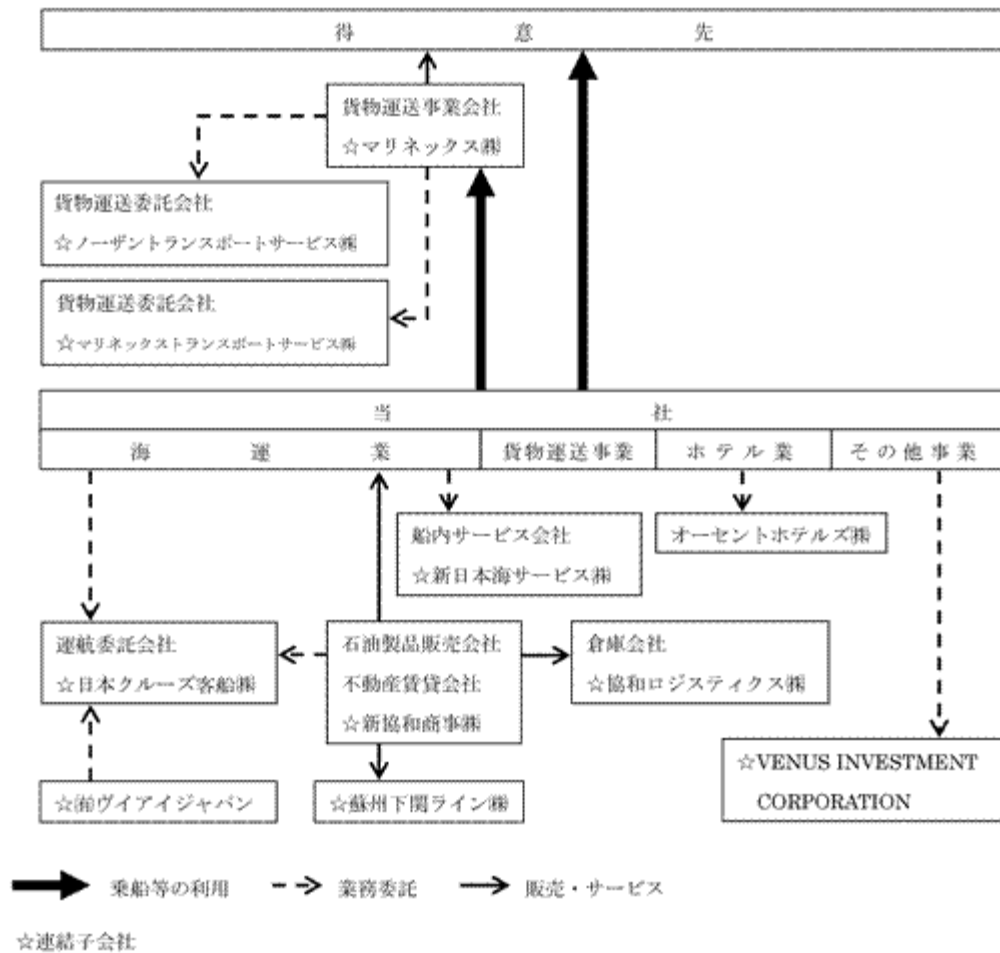 得意先
貨物運送事業会社
☆マリネックス㈱
貨物運送委託会社
☆ノーザントランスポートサービス㈱
貨物運送委託会社
☆マリネックストランスポートサービス㈱
当社
海運業
貨物運送事業
ホテル業
その他事業
船内サービス会社
☆新日本海サービス㈱
オーセントホテルズ㈱
運航委託会社
☆日本クルーズ客船㈱
石油製品販売会社
不動産賃貸会社
☆新協和商事㈱
倉庫会社
☆協和ロジスティクス㈱
☆VENUS INVESTMENT
CORPORATION
☆㈲ヴイアイジャパン
☆蘇州下関ライン㈱
乗船等の利用
業務委託
販売・サービス
☆連結子会社